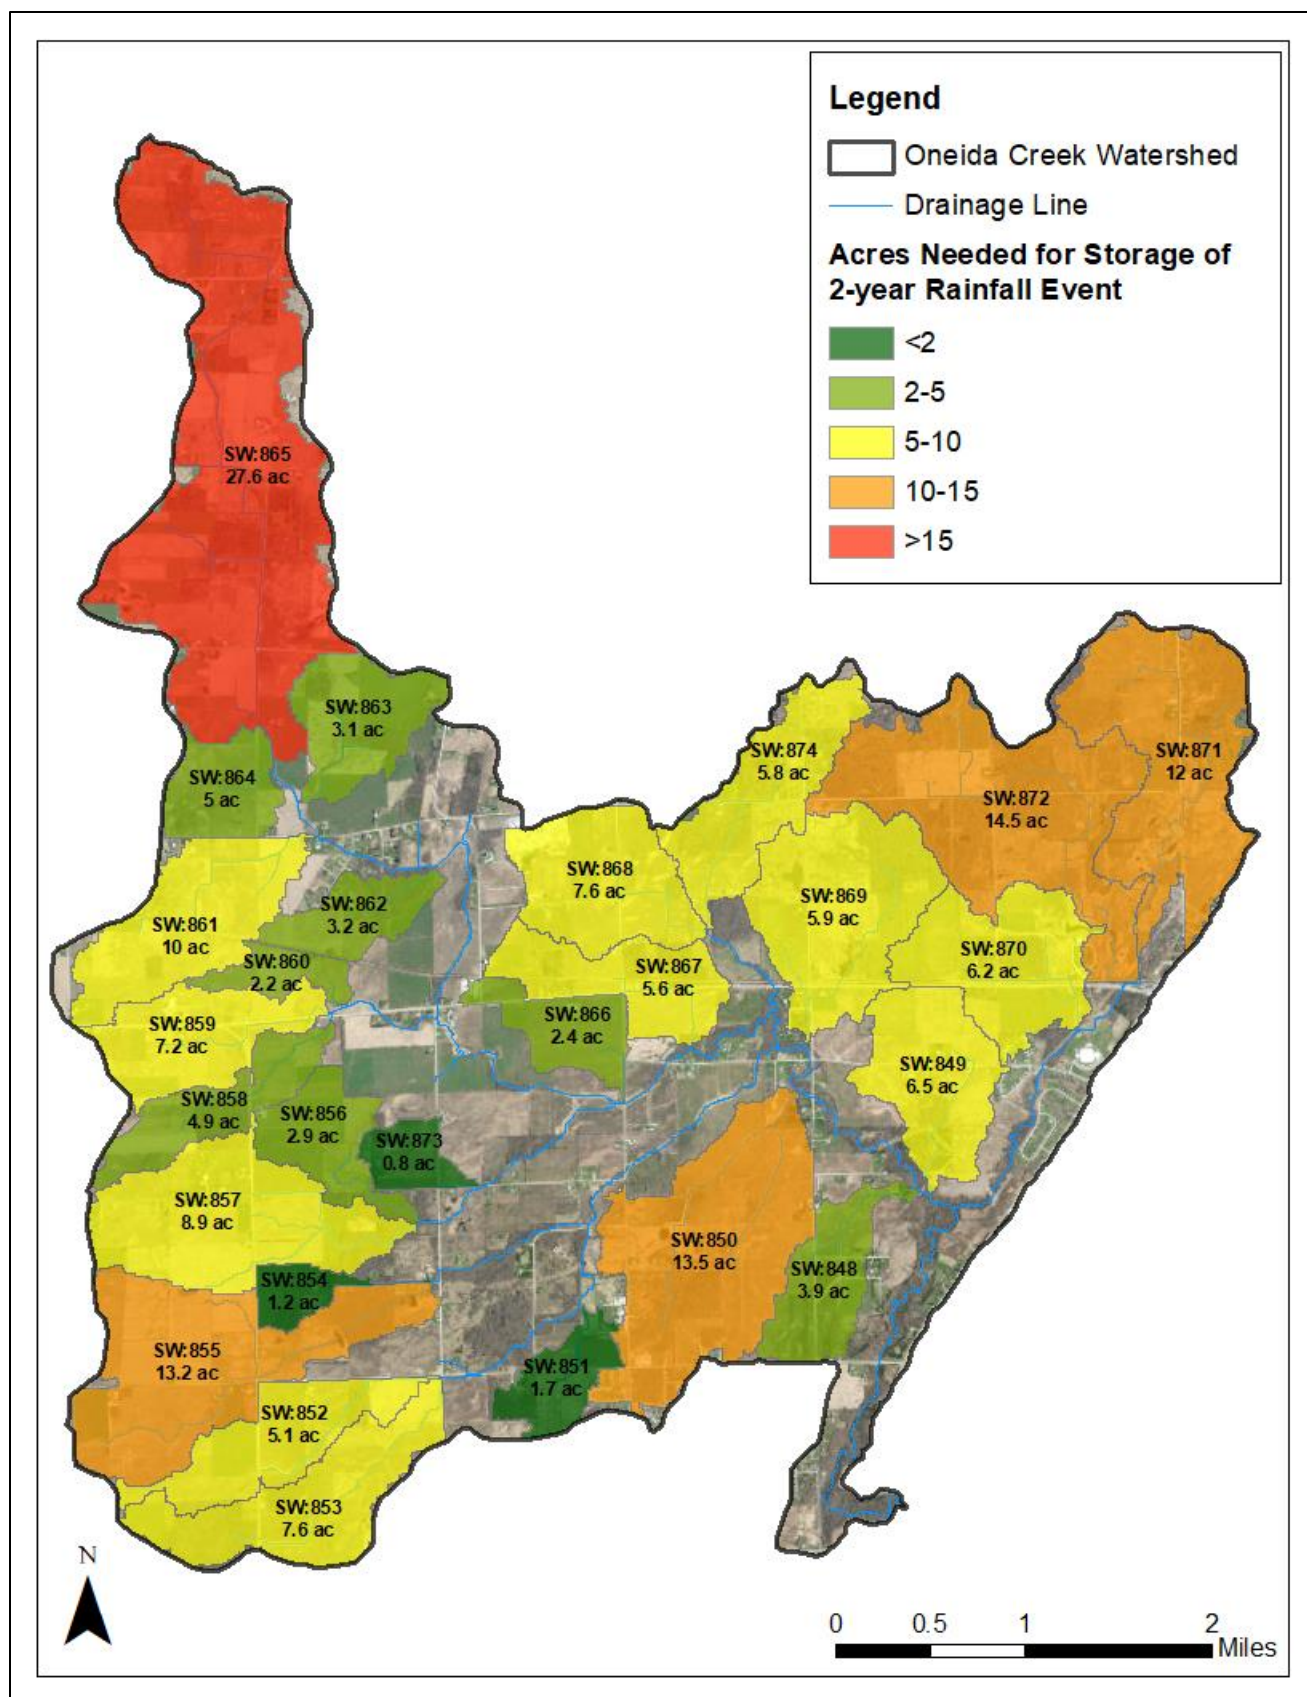 Legend
Oneida Creek Watershed
Drainage Line
Acres Needed for Storage of
2-year Rainfall Event
<2
2-5
5-10
10-15
>15
SW:865
27.6 ac
SW:863
3.1 ac
SW:864
5 ac
SW:874
5.8 ac
SW:871
12 ac
SW:872
14.5 ac
SW:868
7.6 ac
SW:869
5.9 ac
SW:862
3.2 ac
SW:861
10 ac
SW:870
6.2 ac
SW:860
2.2 ac
SW:867
5.6 ac
SW:859
7.2 ac
SW:866
2.4 ac
SW:849
6.5 ac
SW:858
4.9 ac
SW:856
2.9 ac
SW:873
0.8 ac
SW:857
8.9 ac
SW:850
13.5 ac
SW:848
3.9 ac
SW:854
1.2 ac
SW:855
13.2 ac
SW:851
1.7 ac
SW:852
5.1 ac
SW:853
7.6 ac
N
0 0.5 1 2
Miles